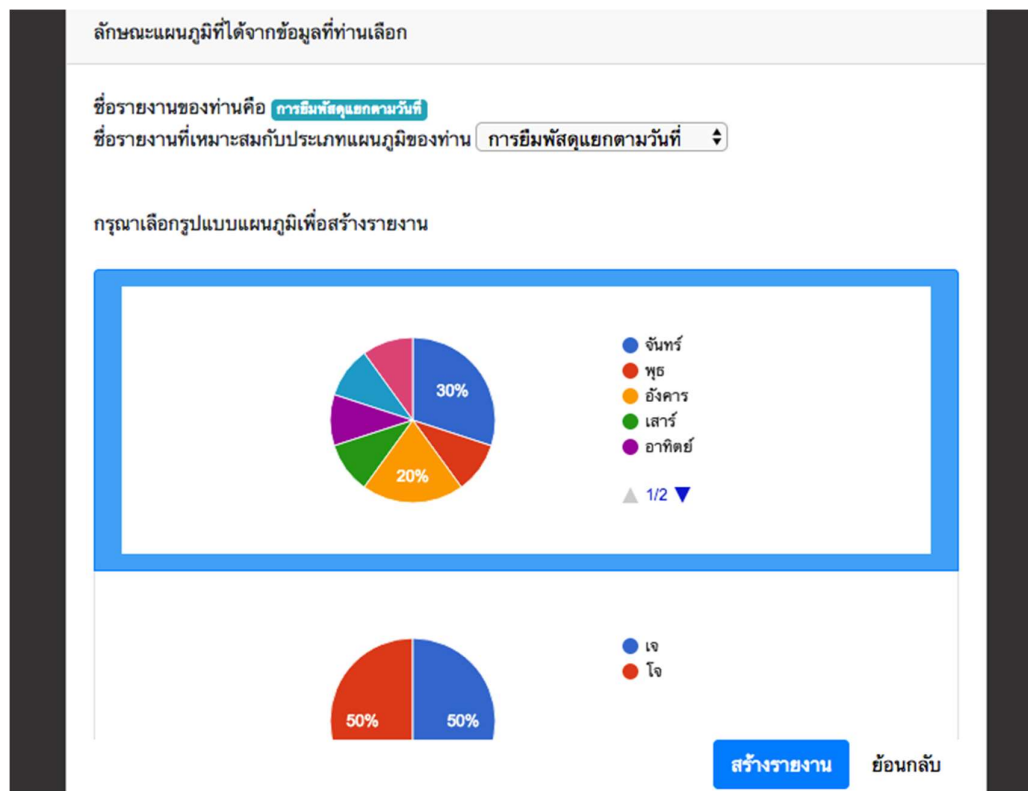 ลักษณะแผนภูมิที่ได้จากข้อมูลที่ท่านเลือก
ชื่อรายงานของท่านคือ การยืมพัสดุแยกตามวันที่
ชื่อรายงานที่เหมาะสมกับประเภทแผนภูมิของท่าน การยืมพัสดุแยกตามวันที่
กรุณาเลือกรูปแบบแผนภูมิเพื่อสร้างรายงาน
30%
20%
จันทร์
พุธ
อังคาร
เสาร์
อาทิตย์
1/2
50%
50%
เจ
โจ
สร้างรายงาน
ย้อนกลับ